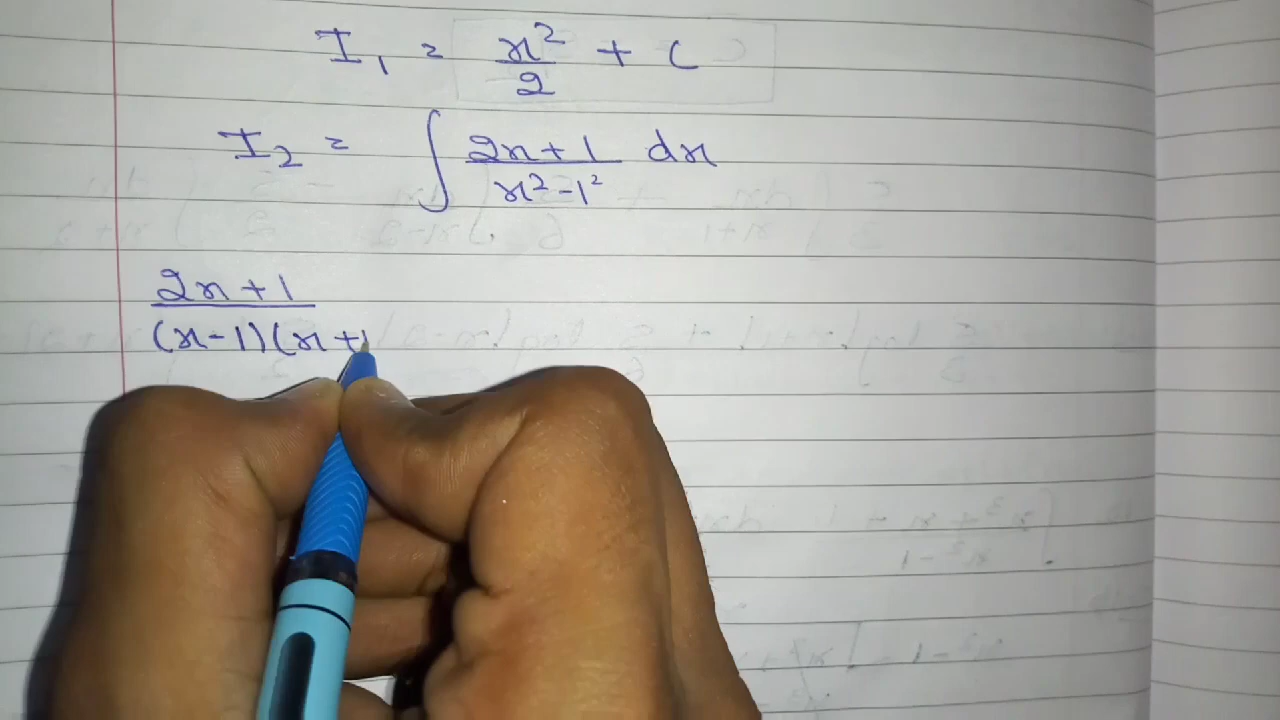 I₁ = x²/2 + C
I₂ = ∫ (2x+1)/(x²-1²) dx
(2x+1)/((x-1)(x+1